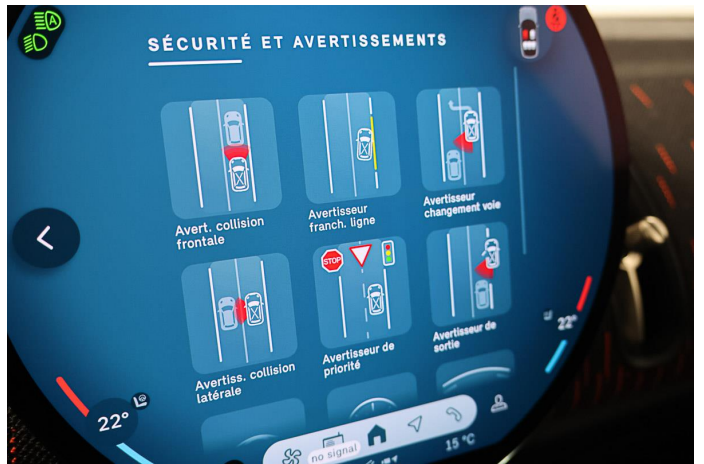 A
SÉCURITÉ ET AVERTISSEMENTS
Avert. collision
frontale
Avertisseur
franch. ligne
Avertisseur
changement voie
STOP
Avertiss. collision
latérale
Avertisseur de
priorité
Avertisseur de
sortie
22°
22°
no signal
15 °C